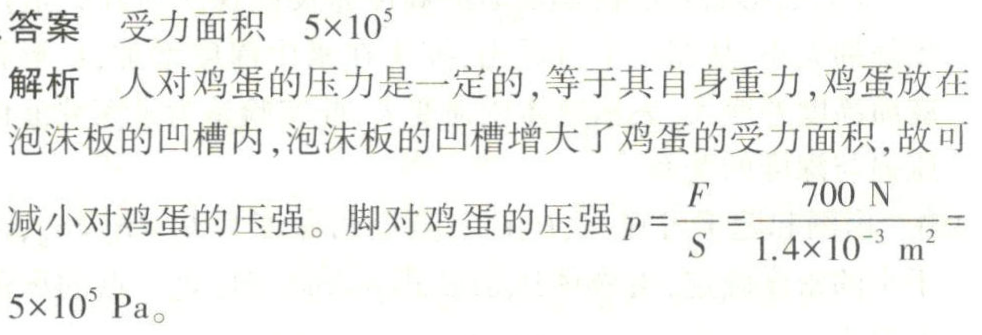 答案 受力面积 5×10⁵
解析 人对鸡蛋的压力是一定的,等于其自身重力,鸡蛋放在
泡沫板的凹槽内,泡沫板的凹槽增大了鸡蛋的受力面积,故可
减小对鸡蛋的压强。脚对鸡蛋的压强 p=F/S=700 N/1.4×10⁻³ m²=
5×10⁵ Pa。